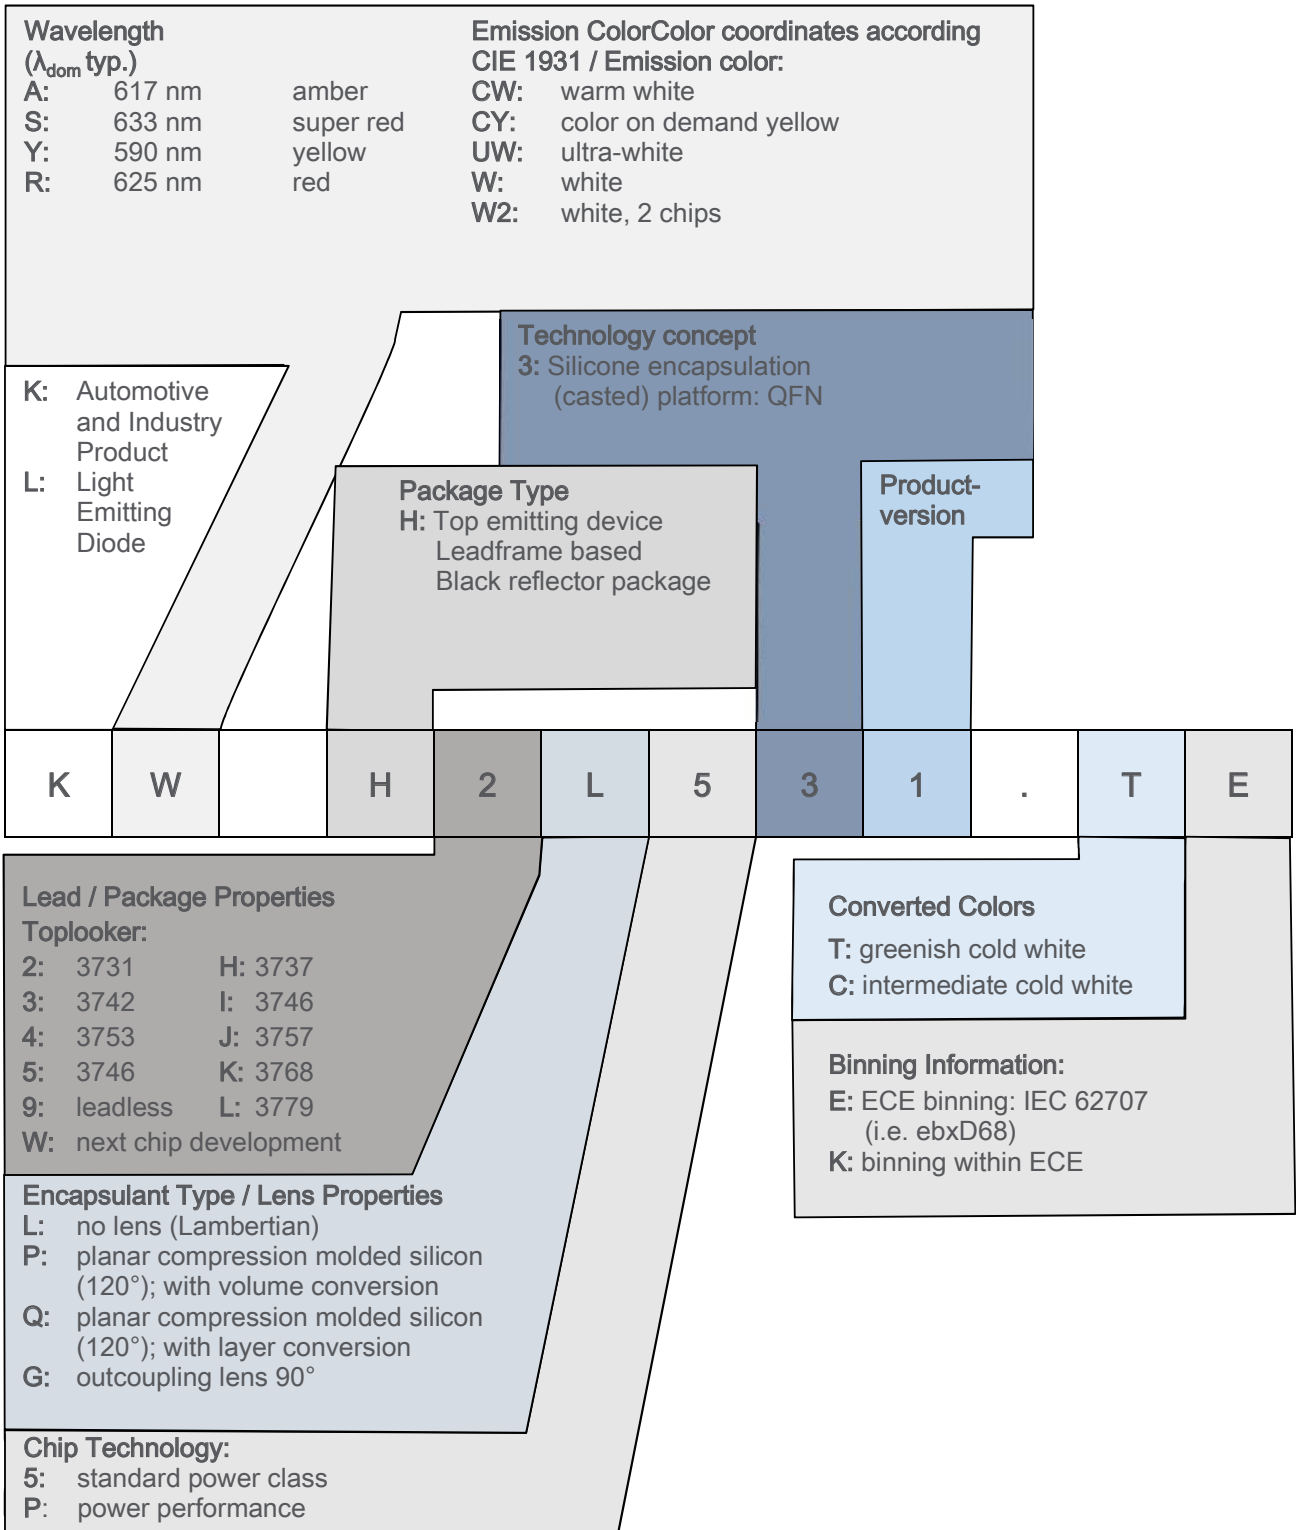 Wavelength
(λdom typ.)
A: 617 nm amber
S: 633 nm super red
Y: 590 nm yellow
R: 625 nm red
Emission ColorColor coordinates according
CIE 1931 / Emission color:
CW: warm white
CY: color on demand yellow
UW: ultra-white
W: white
W2: white, 2 chips
Technology concept
3: Silicone encapsulation
(casted) platform: QFN
K: Automotive
and Industry
Product
L: Light
Emitting
Diode
Package Type
H: Top emitting device
Leadframe based
Black reflector package
Product-
version
K W H 2 L 5 3 1 . T E
Lead / Package Properties
Toplooker:
2: 3731 H: 3737
3: 3742 I: 3746
4: 3753 J: 3757
5: 3746 K: 3768
9: leadless L: 3779
W: next chip development
Converted Colors
T: greenish cold white
C: intermediate cold white
Binning Information:
E: ECE binning: IEC 62707
(i.e. ebxD68)
K: binning within ECE
Encapsulant Type / Lens Properties
L: no lens (Lambertian)
P: planar compression molded silicon
(120°); with volume conversion
Q: planar compression molded silicon
(120°); with layer conversion
G: outcoupling lens 90°
Chip Technology:
5: standard power class
P: power performance